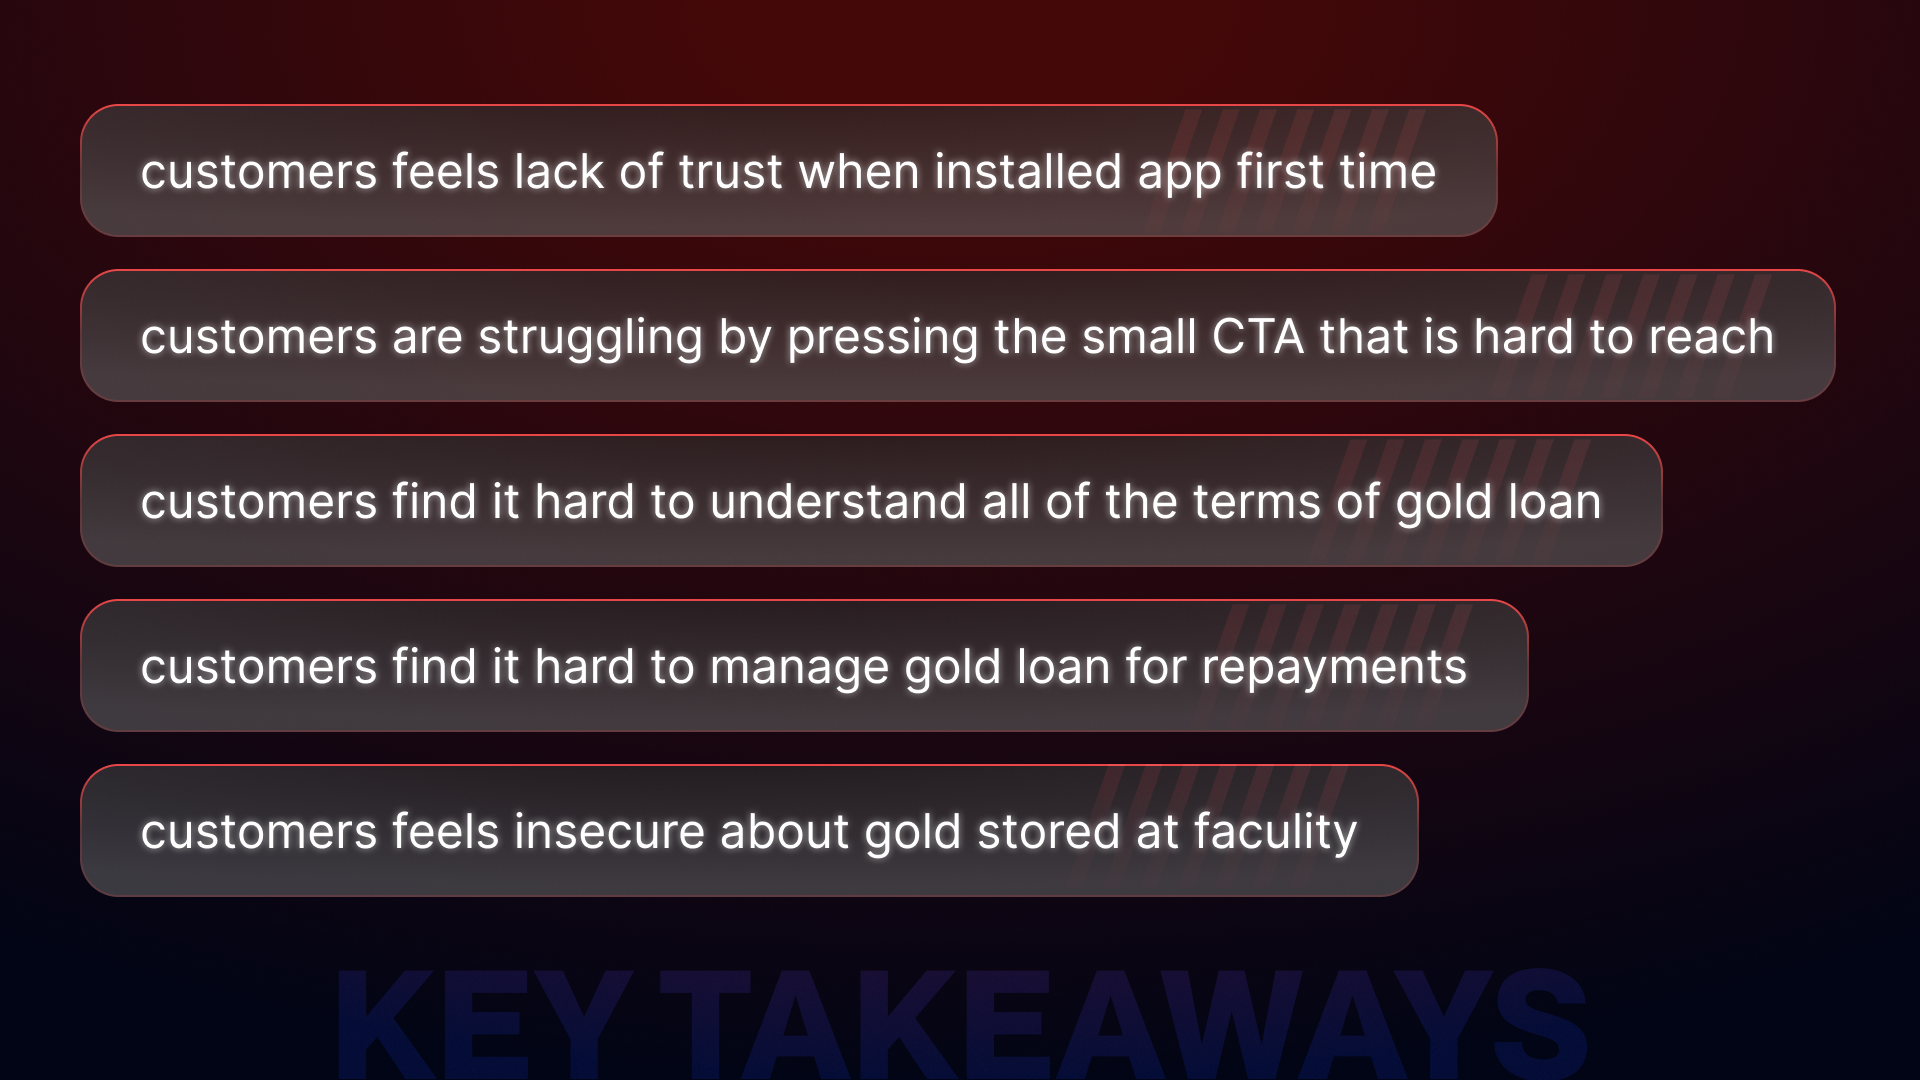 customers feels lack of trust when installed app first time
customers are struggling by pressing the small CTA that is hard to reach
customers find it hard to understand all of the terms of gold loan
customers find it hard to manage gold loan for repayments
customers feels insecure about gold stored at faculity
KEY TAKEAWAYS